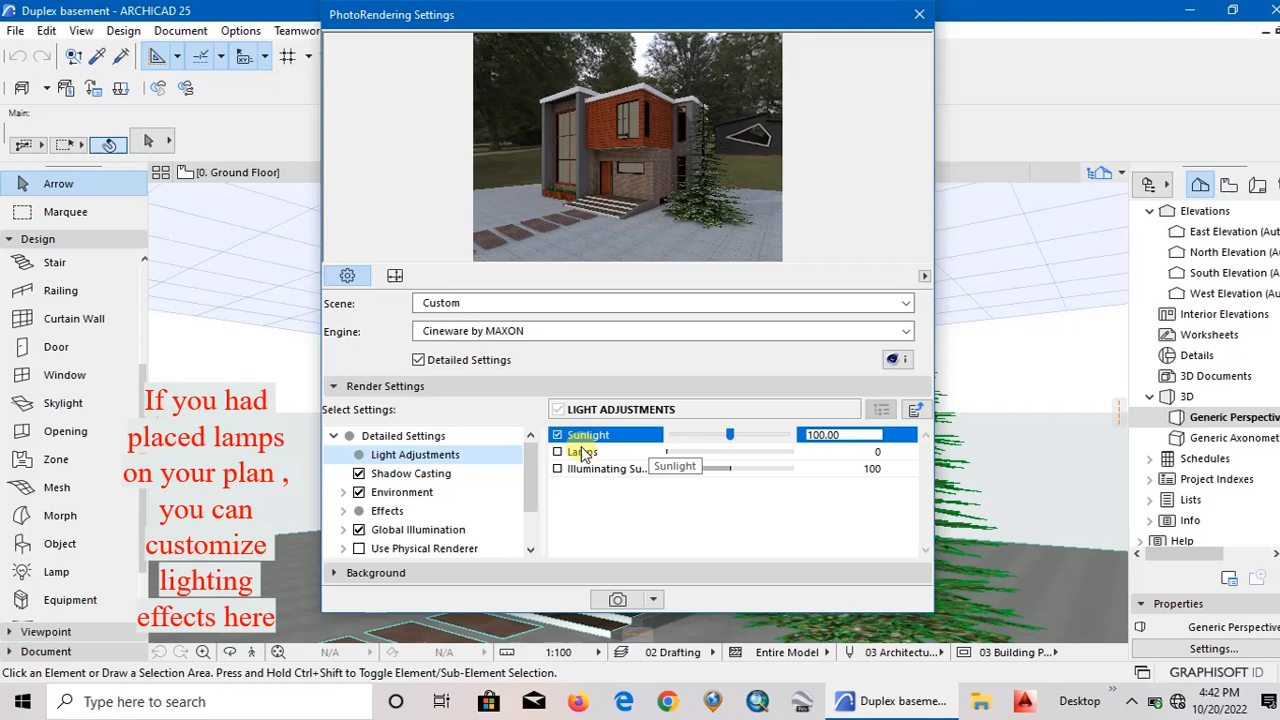 Duplex basement - ARCHICAD 25
PhotoRendering Settings
File Edit View Design Document Options Teamwor
Main:
Arrow
[0. Ground Floor]
Marquee
Design
Stair
Railing
Curtain Wall
Door
Window
Skylight
Opening
Zone
Mesh
Morph
Object
Lamp
Equipment
Viewpoint
Document
If you had
placed lamps
on your plan ,
you can
customize
lighting
effects here
Scene: Custom
Engine: Cineware by MAXON
Detailed Settings
i
Render Settings
Select Settings: LIGHT ADJUSTMENTS
Detailed Settings
Light Adjustments
Shadow Casting
Environment
Effects
Global Illumination
Use Physical Renderer
Sunlight 100.00
Lamps 0
Illuminating Su... 100
Sunlight
Background
Elevations
East Elevation (Au
North Elevation (A
South Elevation (A
West Elevation (Au
Interior Elevations
Worksheets
Details
3D Documents
3D
Generic Perspectiv
Generic Axonomet
Schedules
Project Indexes
Lists
Info
Help
Properties
Generic Perspectiv
Settings...
N/A N/A 1:100 02 Drafting Entire Model 03 Architectu... 03 Building P...
Click an Element or Draw a Selection Area. Press and Hold Ctrl+Shift to Toggle Element/Sub-Element Selection.
GRAPHISOFT ID
Type here to search
Duplex baseme...
Desktop
4:42 PM
10/20/2022